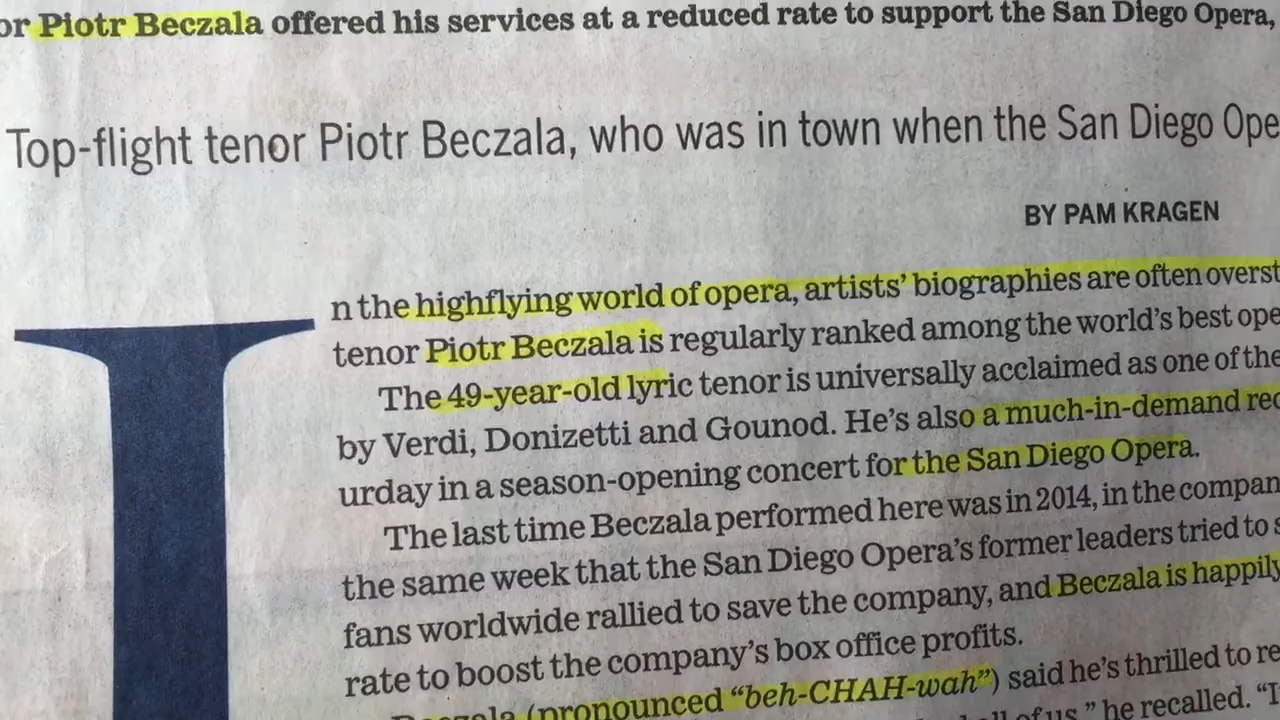 or Piotr Beczala offered his services at a reduced rate to support the San Diego Opera,
Top-flight tenor Piotr Beczala, who was in town when the San Diego Ope
BY PAM KRAGEN
In the highflying world of opera, artists’ biographies are often overst
tenor Piotr Beczala is regularly ranked among the world’s best ope
The 49-year-old lyric tenor is universally acclaimed as one of the
by Verdi, Donizetti and Gounod. He’s also a much-in-demand rec
urday in a season-opening concert for the San Diego Opera.
The last time Beczala performed here was in 2014, in the compan
the same week that the San Diego Opera’s former leaders tried to s
fans worldwide rallied to save the company, and Beczala is happily
rate to boost the company’s box office profits.
Beczala (pronounced “beh-CHAH-wah”) said he’s thrilled to re
all of us,” he recalled. “I